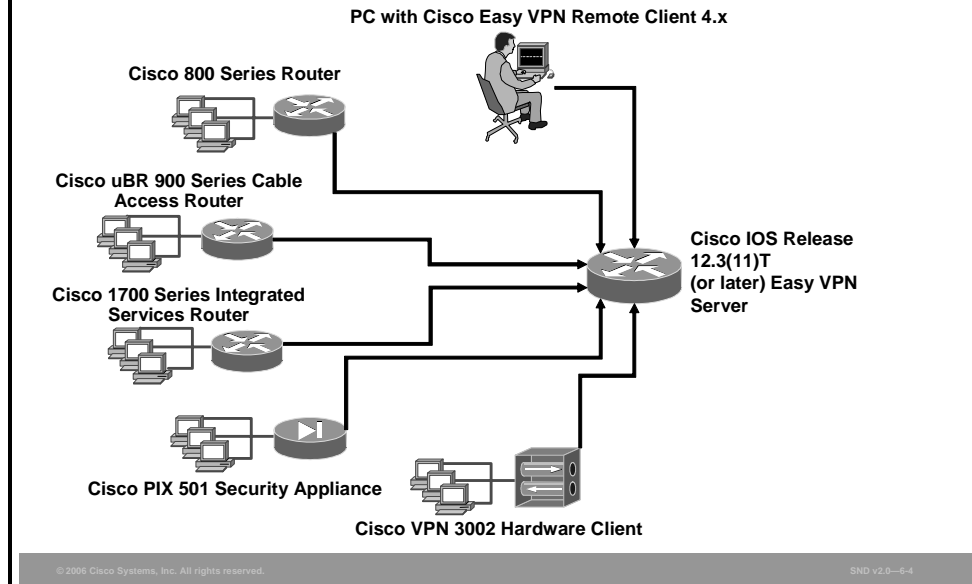 PC with Cisco Easy VPN Remote Client 4.x
Cisco 800 Series Router
Cisco uBR 900 Series Cable
Access Router
Cisco IOS Release
12.3(11)T
(or later) Easy VPN
Server
Cisco 1700 Series Integrated
Services Router
Cisco PIX 501 Security Appliance
Cisco VPN 3002 Hardware Client
© 2006 Cisco Systems, Inc. All rights reserved.
SND v2.0—6-4